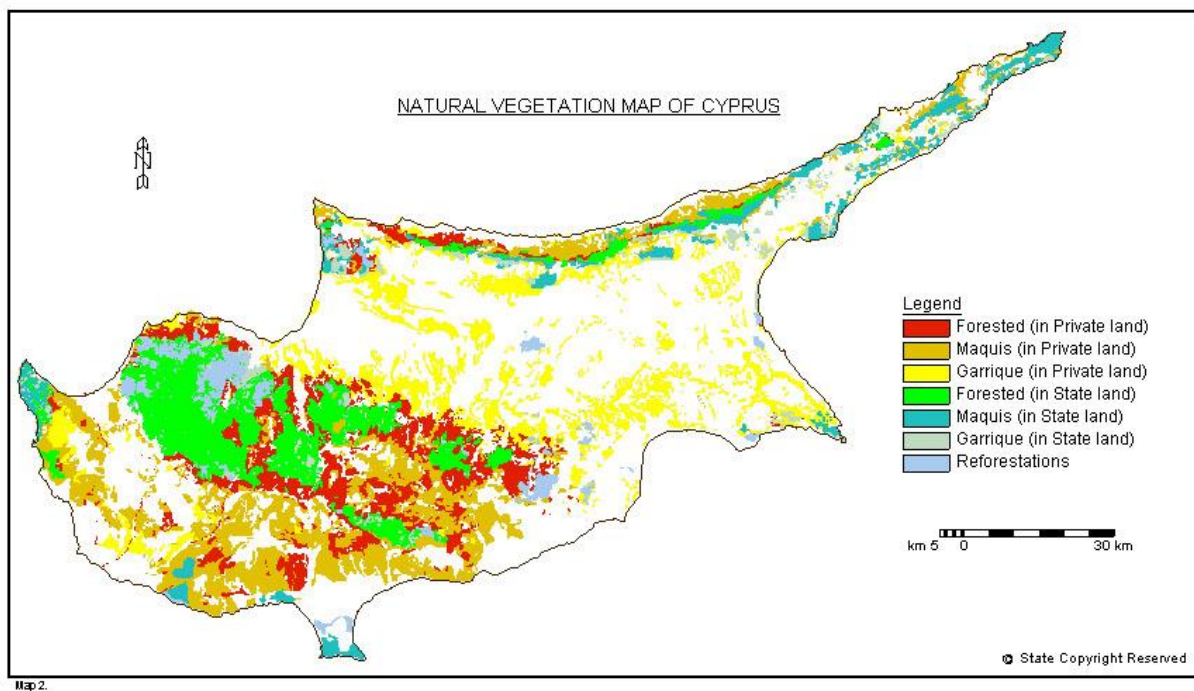 NATURAL VEGETATION MAP OF CYPRUS
N
Legend
Forested (in Private land)
Maquis (in Private land)
Garrique (in Private land)
Forested (in State land)
Maquis (in State land)
Garrique (in State land)
Reforestations
km 5 0 30 km
© State Copyright Reserved
Map2.